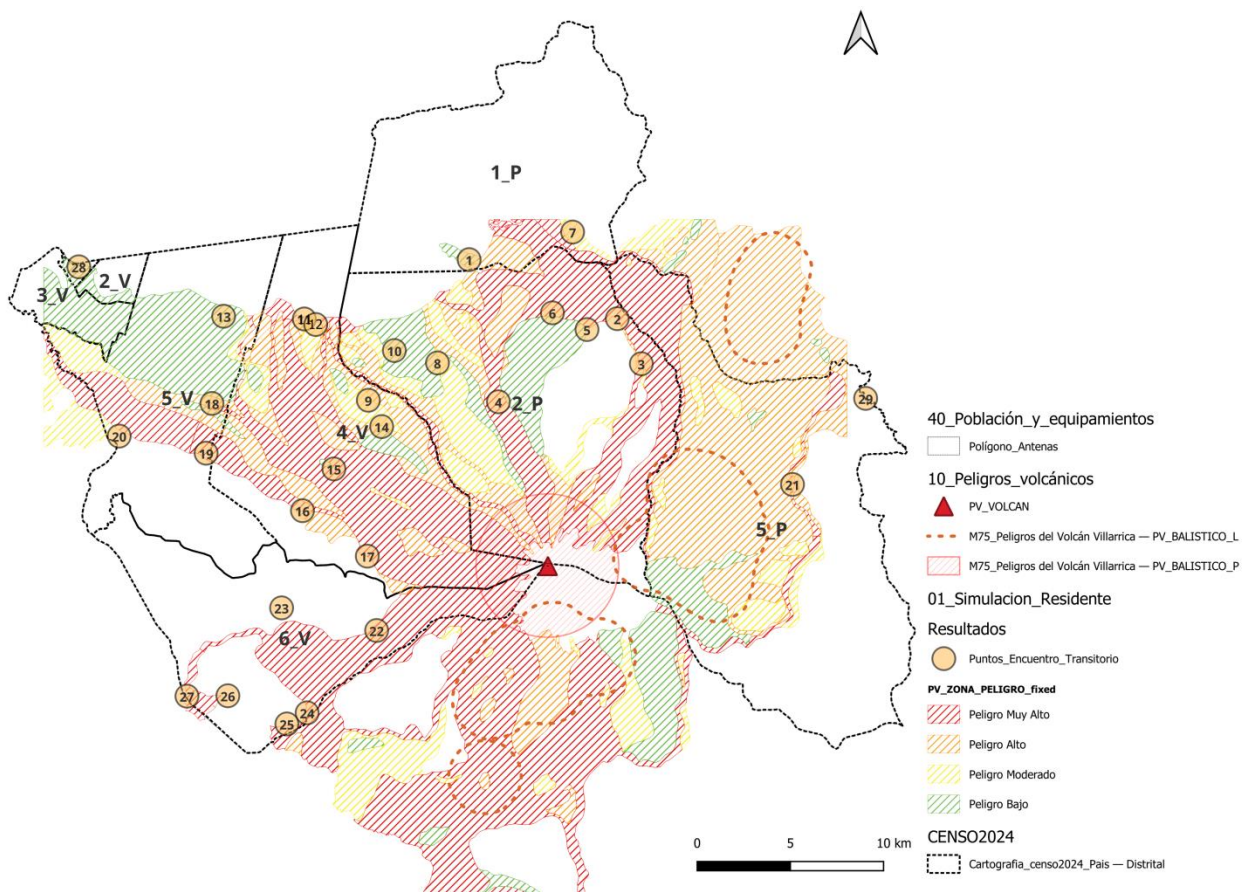 1_P
7
1
28
2_V
3_V
13
11
12
6
5
2
10
8
3
9
4
2_P
29
18
5_V
14
4_V
20
19
15
21
16
5_P
17
23
22
6_V
27
26
24
25
40_Población_y_equipamientos
Polígono_Antenas
10_Peligros_volcánicos
PV_VOLCAN
M75_Peligros del Volcán Villarrica — PV_BALISTICO_L
M75_Peligros del Volcán Villarrica — PV_BALISTICO_P
01_Simulacion_Residente
Resultados
Puntos_Encuentro_Transitorio
PV_ZONA_PELIGRO_fixed
Peligro Muy Alto
Peligro Alto
Peligro Moderado
Peligro Bajo
CENSO2024
Cartografia_censo2024_Pais — Distrital
0 5 10 km